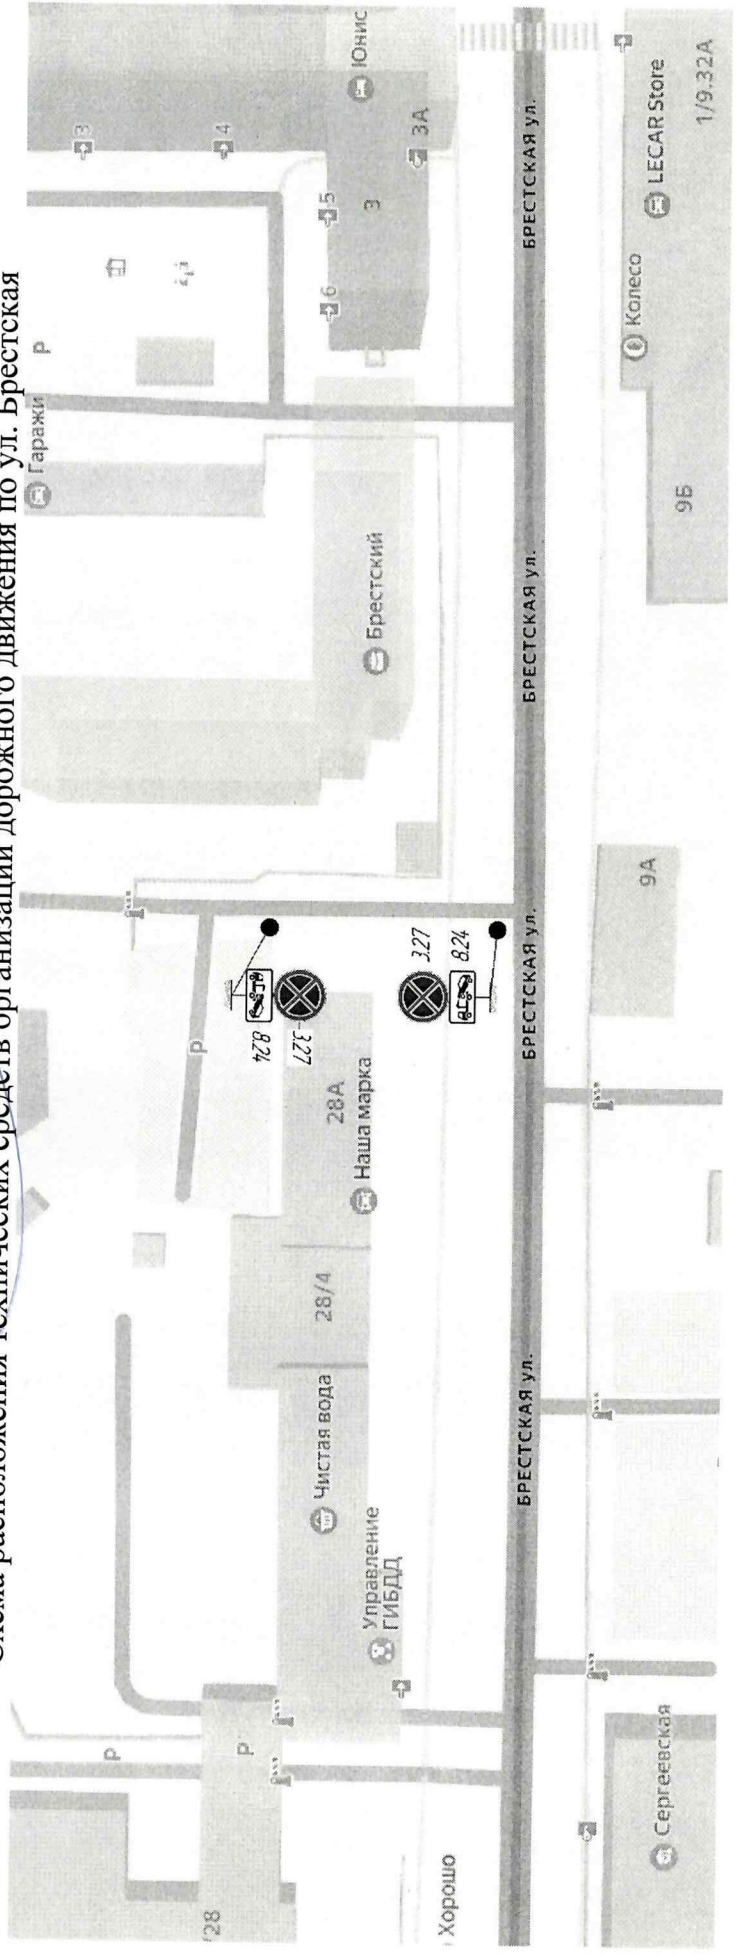 Схема расположения технических средств организации дорожного движения по ул. Брестская
Гаражи
P
3
4
5
6
3
3А
Юнис
P
8.24
3.27
3.27
8.24
28А
Наша марка
28/4
Чистая вода
Управление
ГИБДД
Брестский
P
P
28
Хорошо
БРЕСТСКАЯ ул.
БРЕСТСКАЯ ул.
БРЕСТСКАЯ ул.
БРЕСТСКАЯ ул.
Сергеевская
9А
9Б
Колесо
LECAR Store
1/9.32А